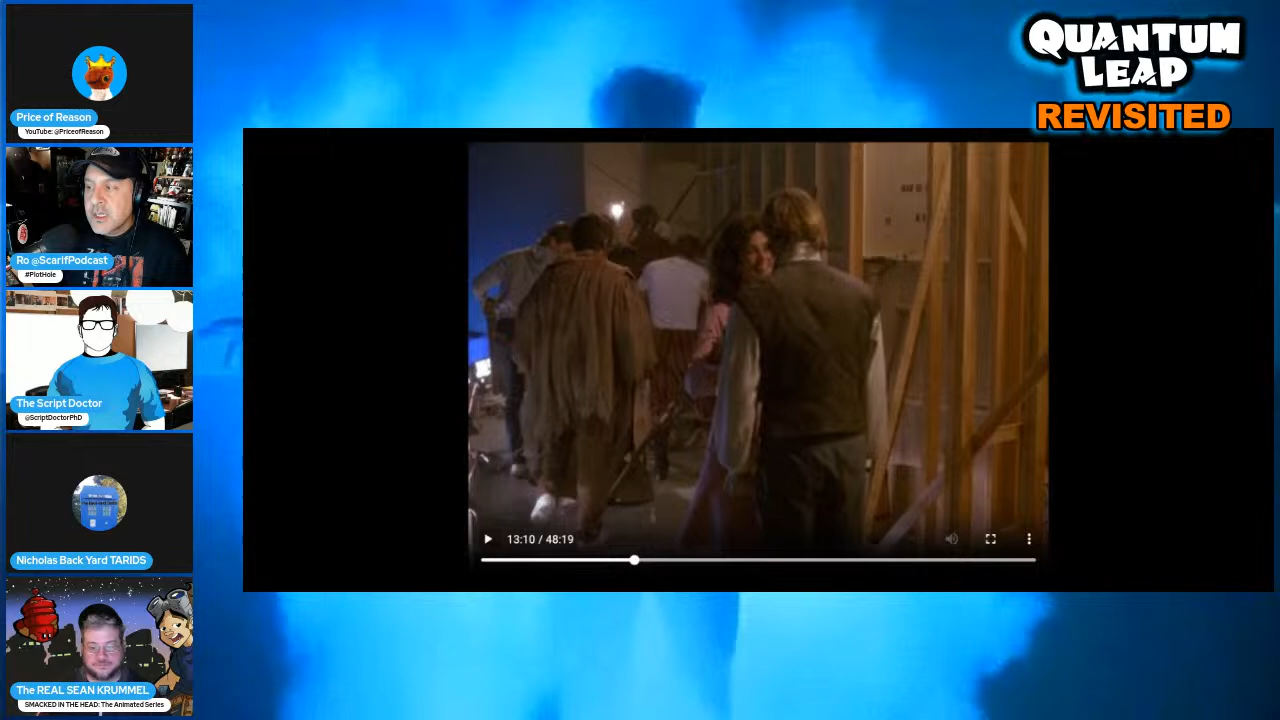 Price of Reason
YouTube: @PriceofReason
Ro @ScarifPodcast
#PlotHole
The Script Doctor
@ScriptDoctorPhD
Nicholas Back Yard TARIDS
The REAL SEAN KRUMMEL
SMACKED IN THE HEAD: The Animated Series
QUANTUM
LEAP
REVISITED
13:10 / 48:19